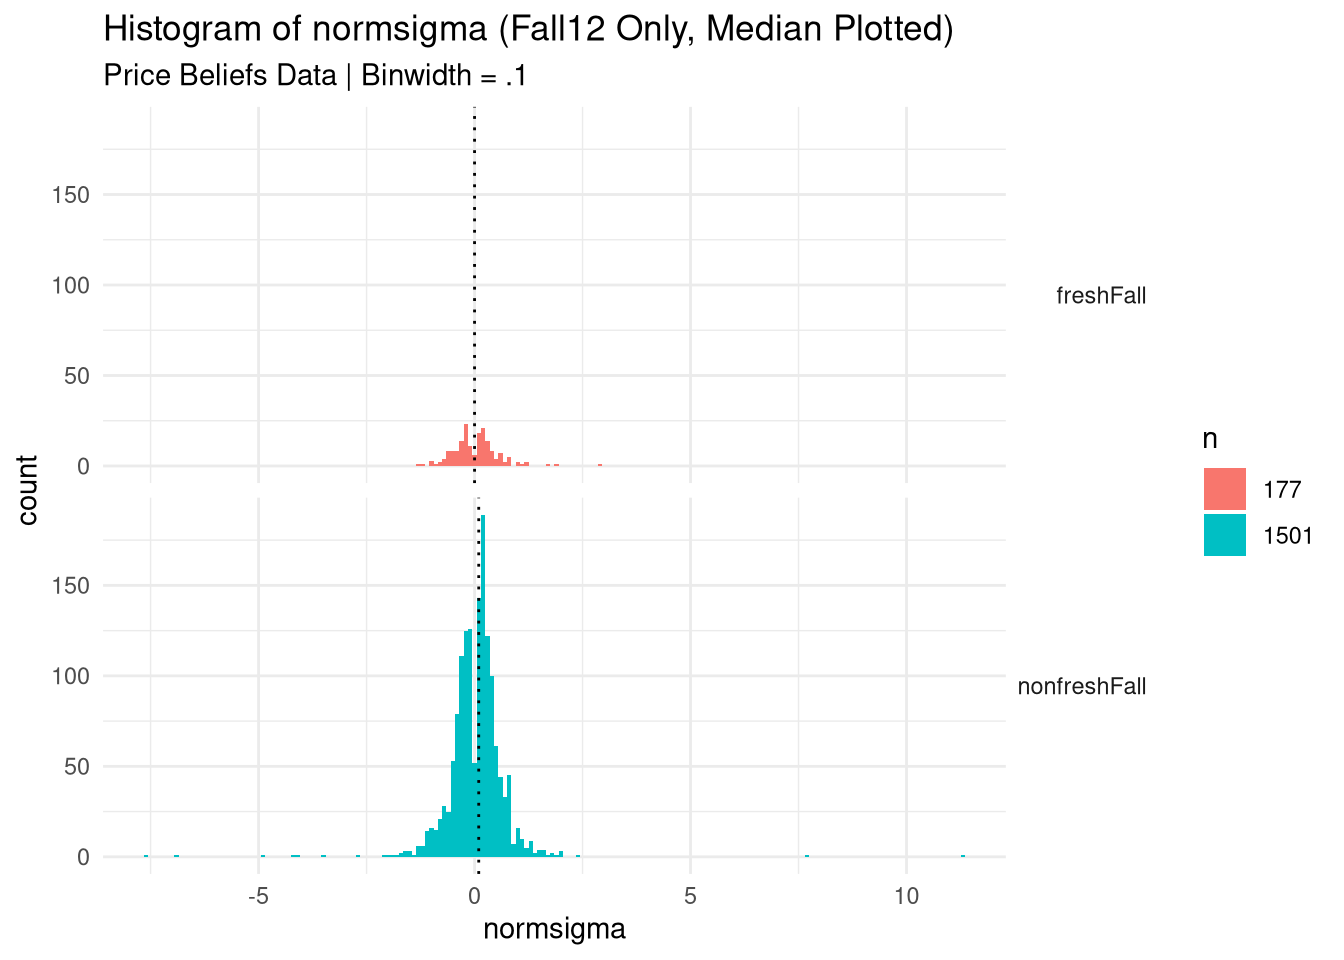 Histogram of normsigma (Fall12 Only, Median Plotted)
Price Beliefs Data | Binwidth = .1
150
100
50
0
freshFall
150
100
50
0
nonfreshFall
-5
0
5
10
normsigma
count
n
177
1501